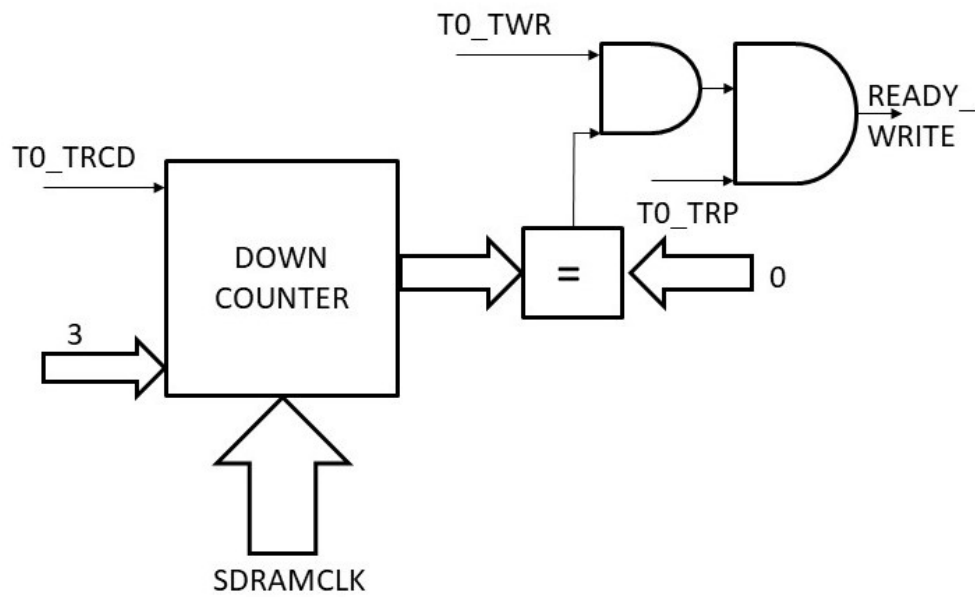 T0_TWR
READY_
WRITE
T0_TRCD
T0_TRP
DOWN
COUNTER
=
0
3
SDRAMCLK